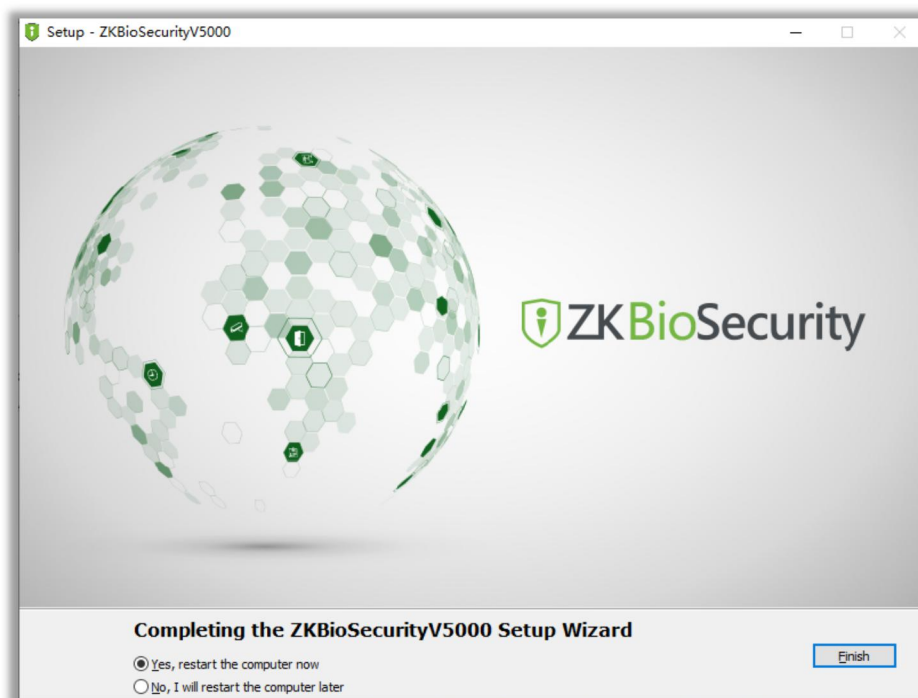 Setup - ZKBioSecurityV5000
ZKBioSecurity
Completing the ZKBioSecurityV5000 Setup Wizard
Yes, restart the computer now
No, I will restart the computer later
Finish